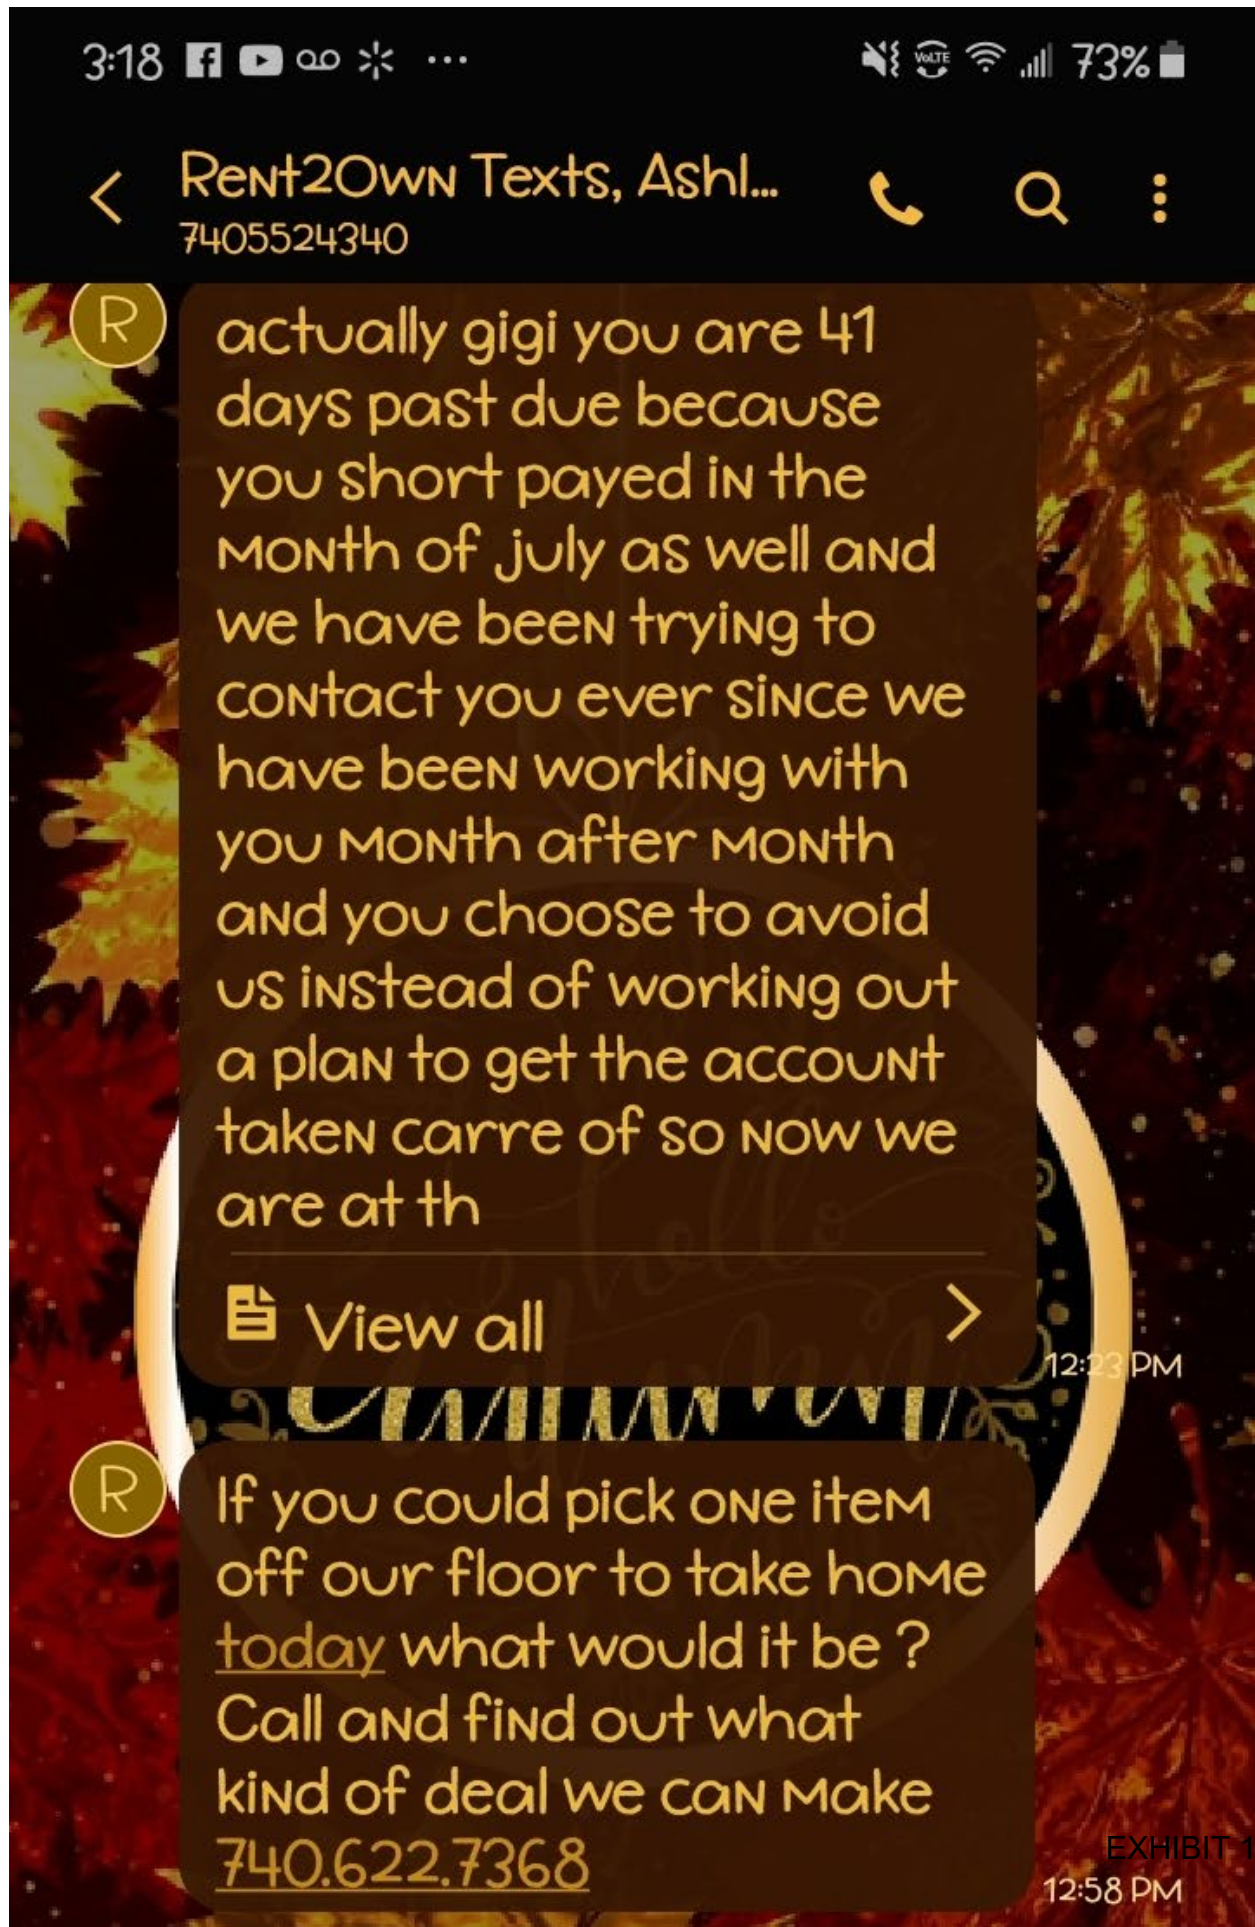 3:18 ... VoLTE 73%
Rent2Own Texts, Ashl...
7405524340
R
actually gigi you are 41
days past due because
you short payed in the
month of july as well and
we have been trying to
contact you ever since we
have been working with
you month after month
and you choose to avoid
us instead of working out
a plan to get the account
taken carre of so now we
are at th
hello
View all
12:23 PM
autumn
R
If you could pick one item
off our floor to take home
today what would it be ?
Call and find out what
kind of deal we can make
740.622.7368
EXHIBIT 1
12:58 PM